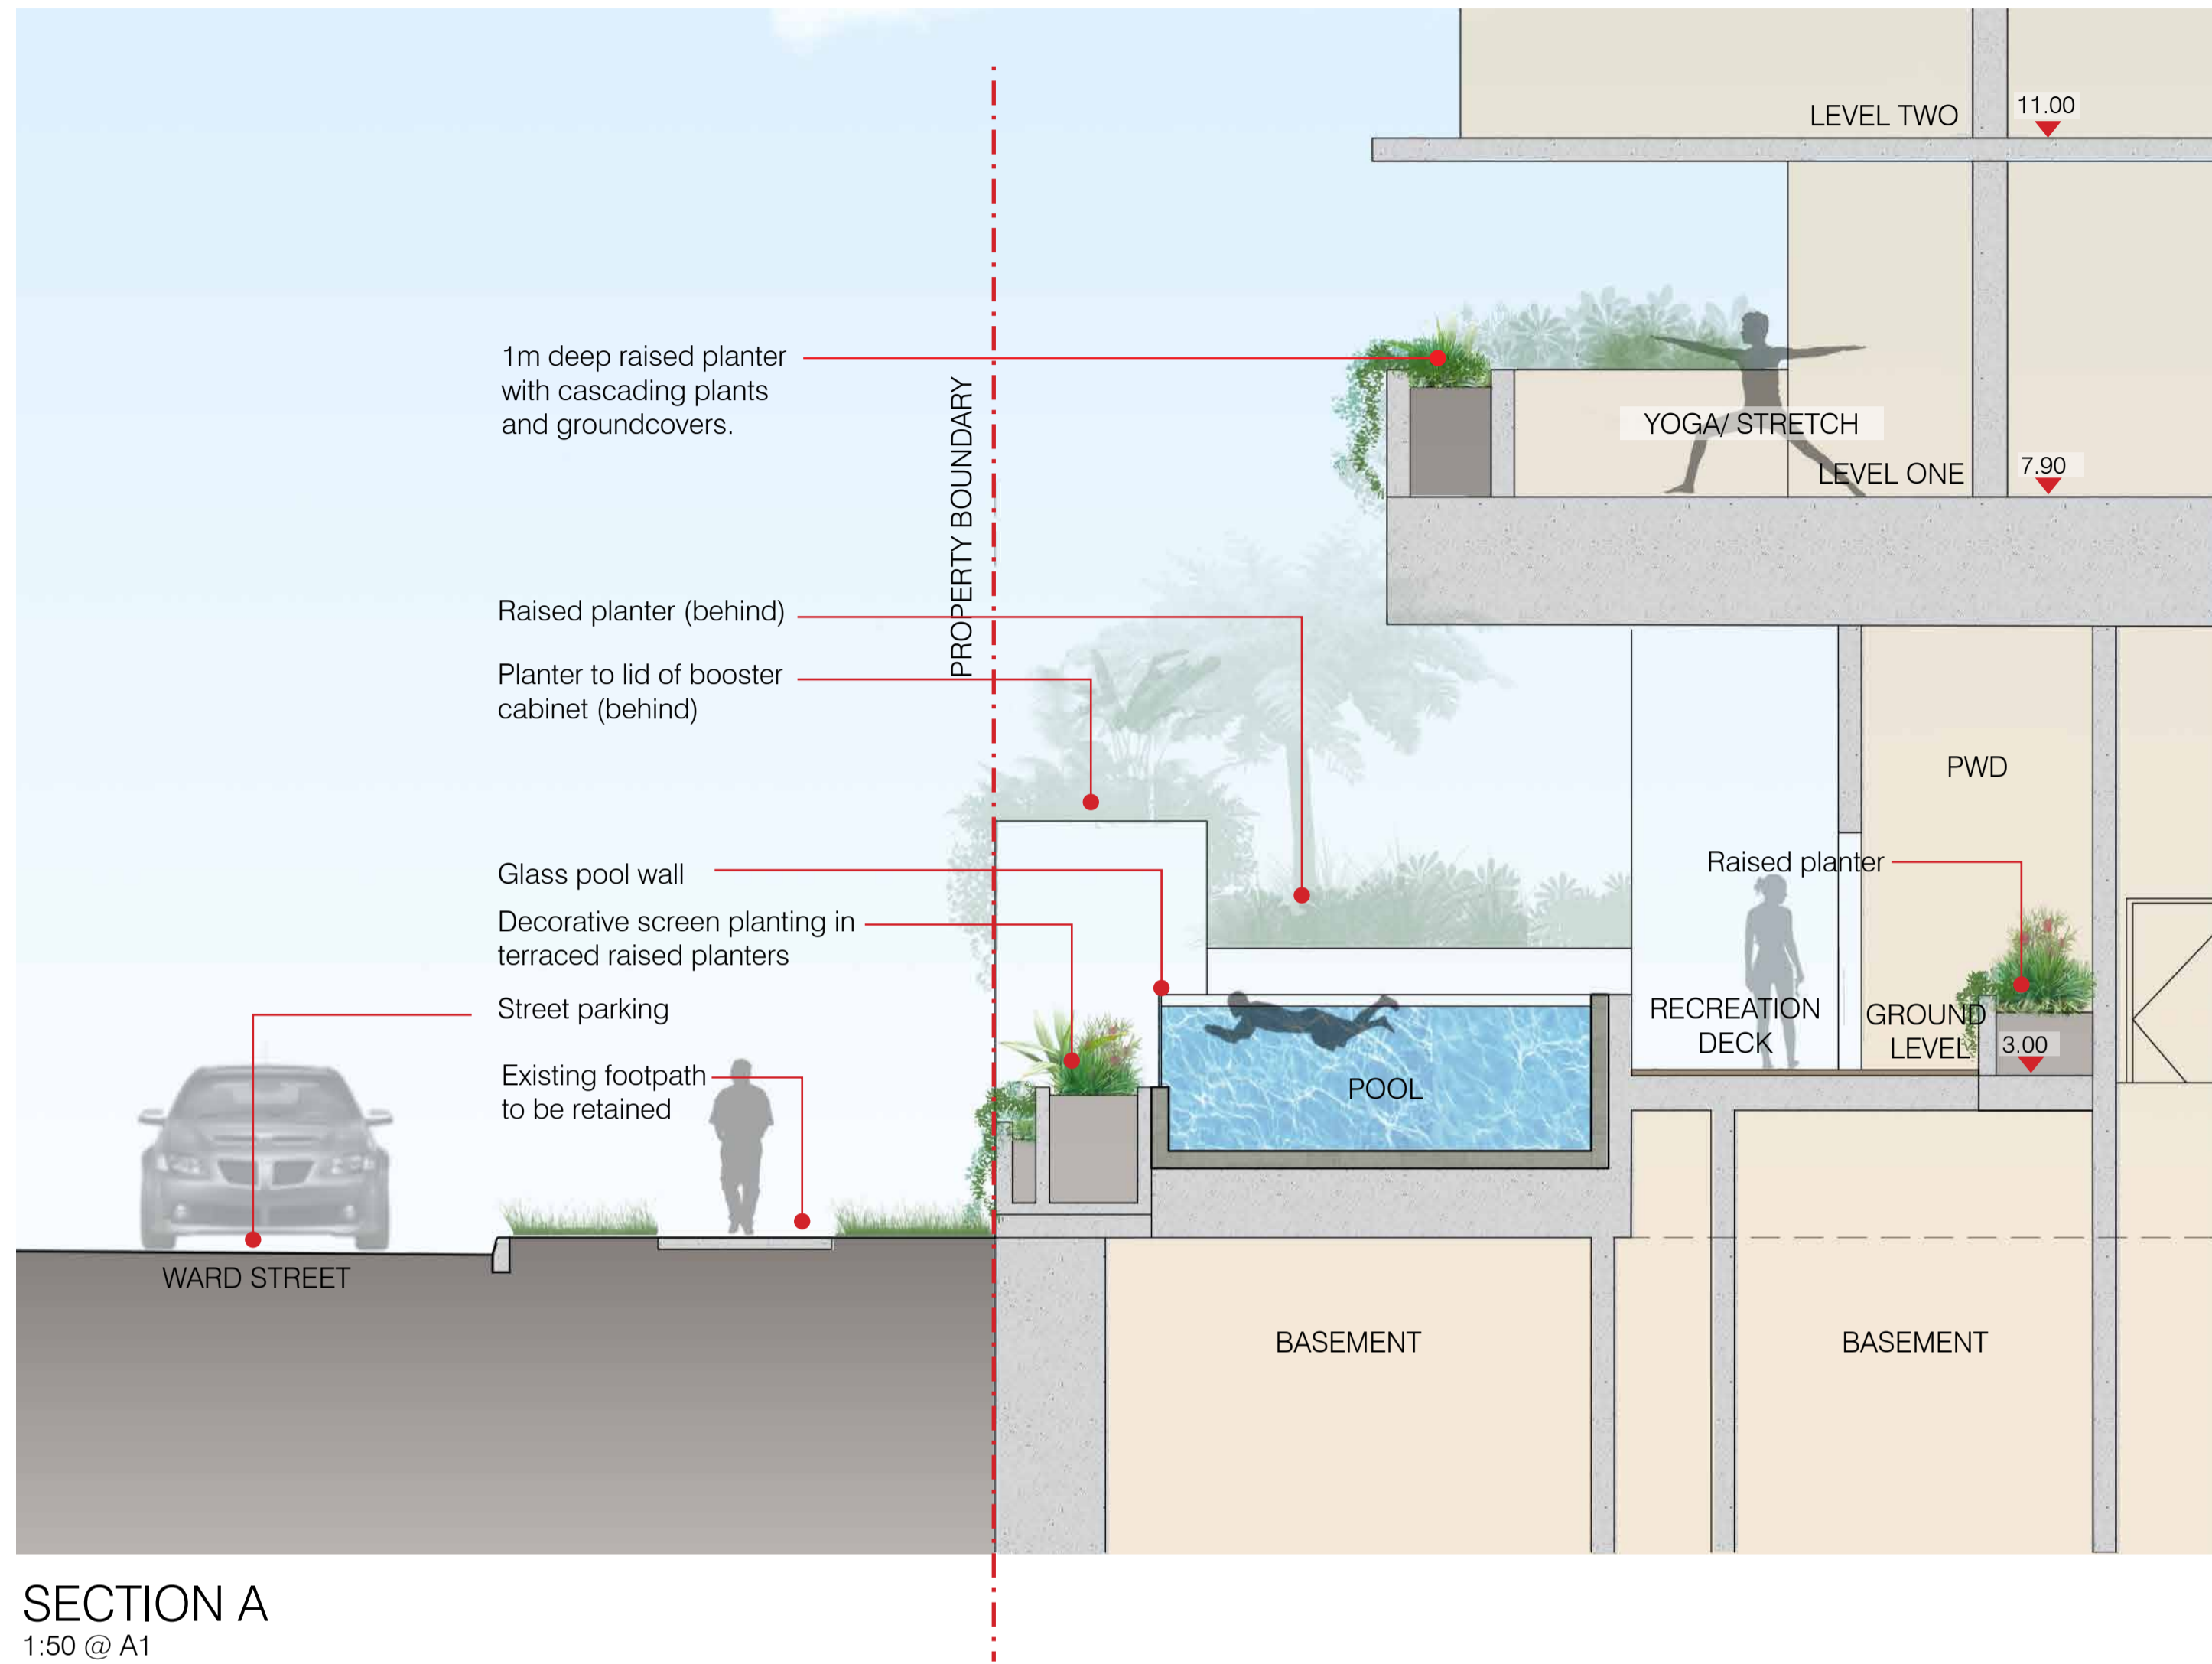 LEVEL TWO
11.00
1m deep raised planter
with cascading plants
and groundcovers.
PROPERTY BOUNDARY
YOGA/ STRETCH
LEVEL ONE
7.90
Raised planter (behind)
Planter to lid of booster
cabinet (behind)
PWD
Glass pool wall
Raised planter
Decorative screen planting in
terraced raised planters
Street parking
RECREATION
DECK
GROUND
LEVEL
3.00
Existing footpath
to be retained
POOL
WARD STREET
BASEMENT
BASEMENT
SECTION A
1:50 @ A1